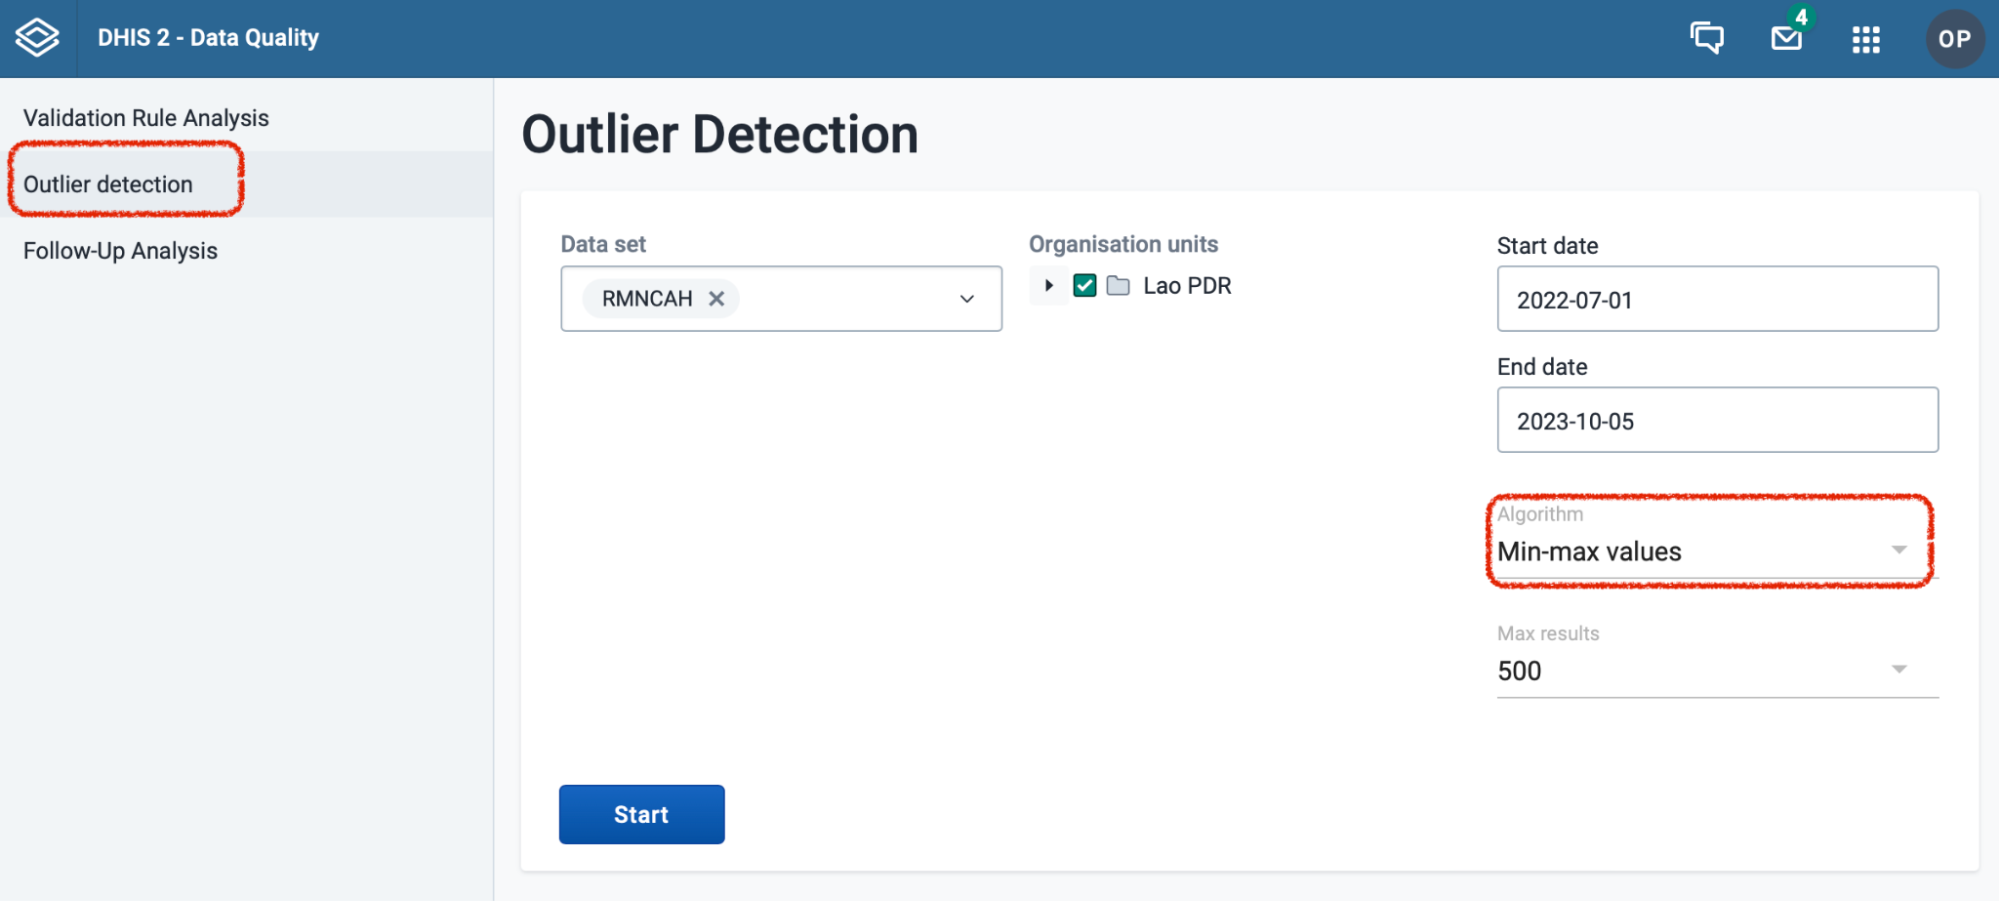 DHIS 2 - Data Quality
4
OP
Validation Rule Analysis
Outlier detection
Follow-Up Analysis
Outlier Detection
Data set
RMNCAH
Organisation units
Lao PDR
Start date
2022-07-01
End date
2023-10-05
Algorithm
Min-max values
Max results
500
Start